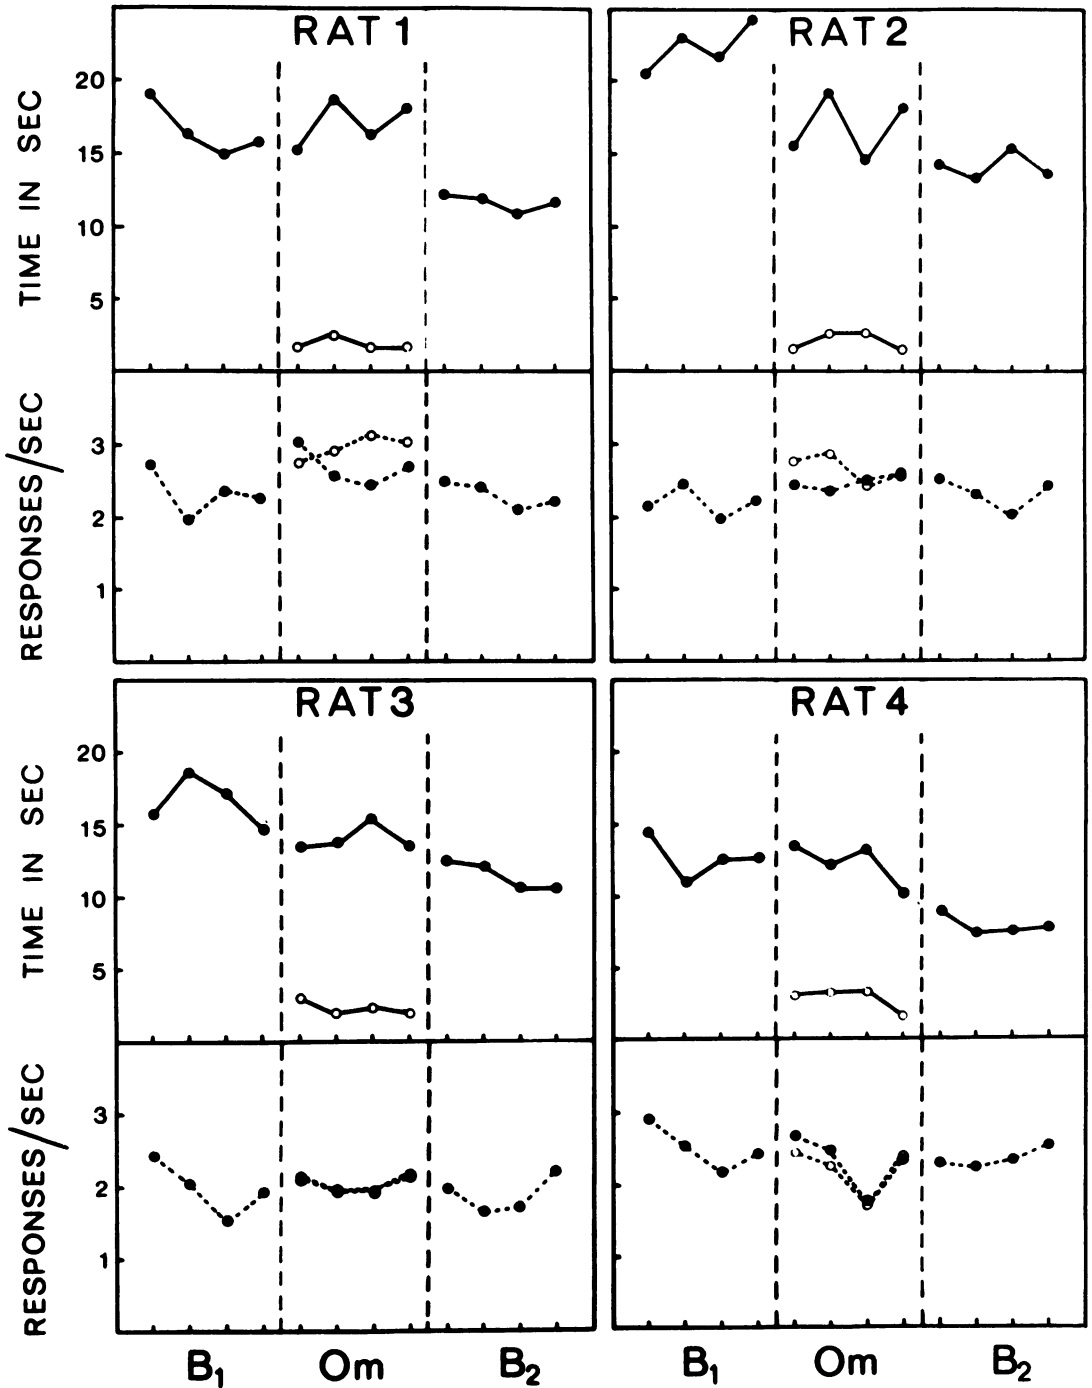 RAT 1
RAT 2
TIME IN SEC
20
15
10
5
RESPONSES/SEC
3
2
1
RAT 3
RAT 4
TIME IN SEC
20
15
10
5
RESPONSES/SEC
3
2
1
B1 Om B2 B1 Om B2